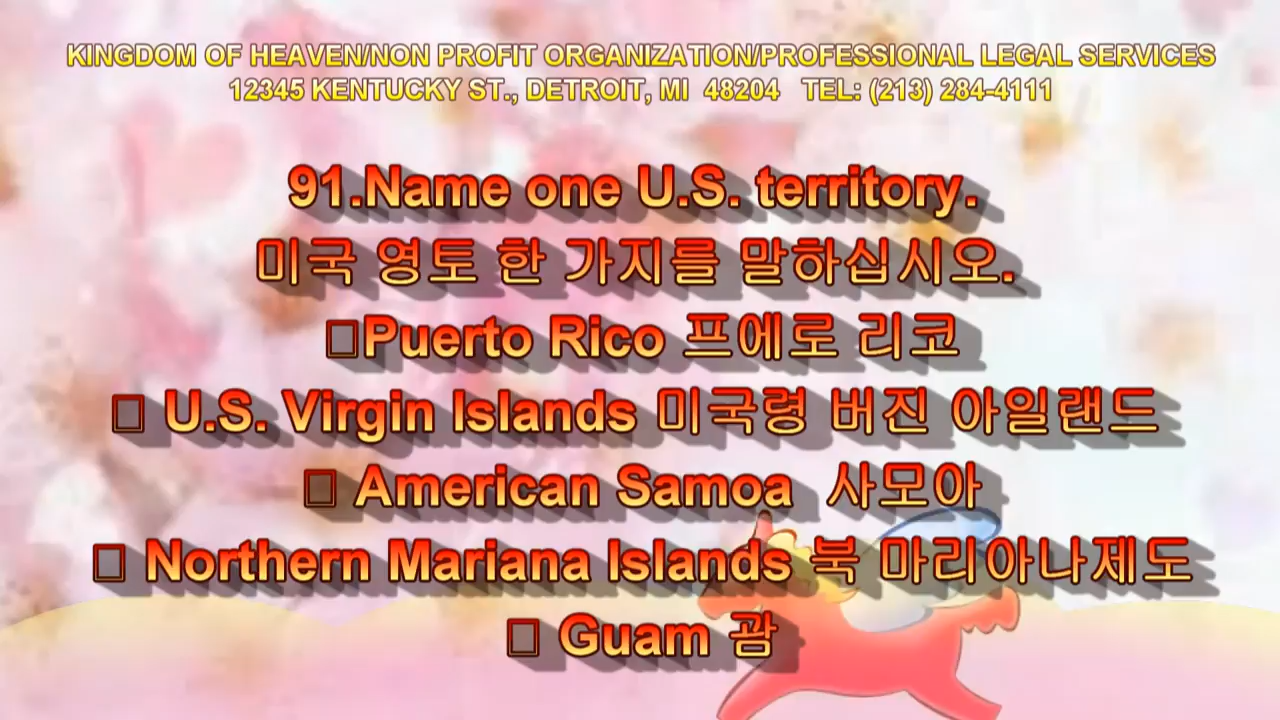 KINGDOM OF HEAVEN/NON PROFIT ORGANIZATION/PROFESSIONAL LEGAL SERVICES
12345 KENTUCKY ST., DETROIT, MI 48204 TEL: (213) 284-4111
91.Name one U.S. territory.
미국 영토 한 가지를 말하십시오.
□Puerto Rico 프에로 리코
□ U.S. Virgin Islands 미국령 버진 아일랜드
□ American Samoa 사모아
□ Northern Mariana Islands 북 마리아나제도
□ Guam 괌